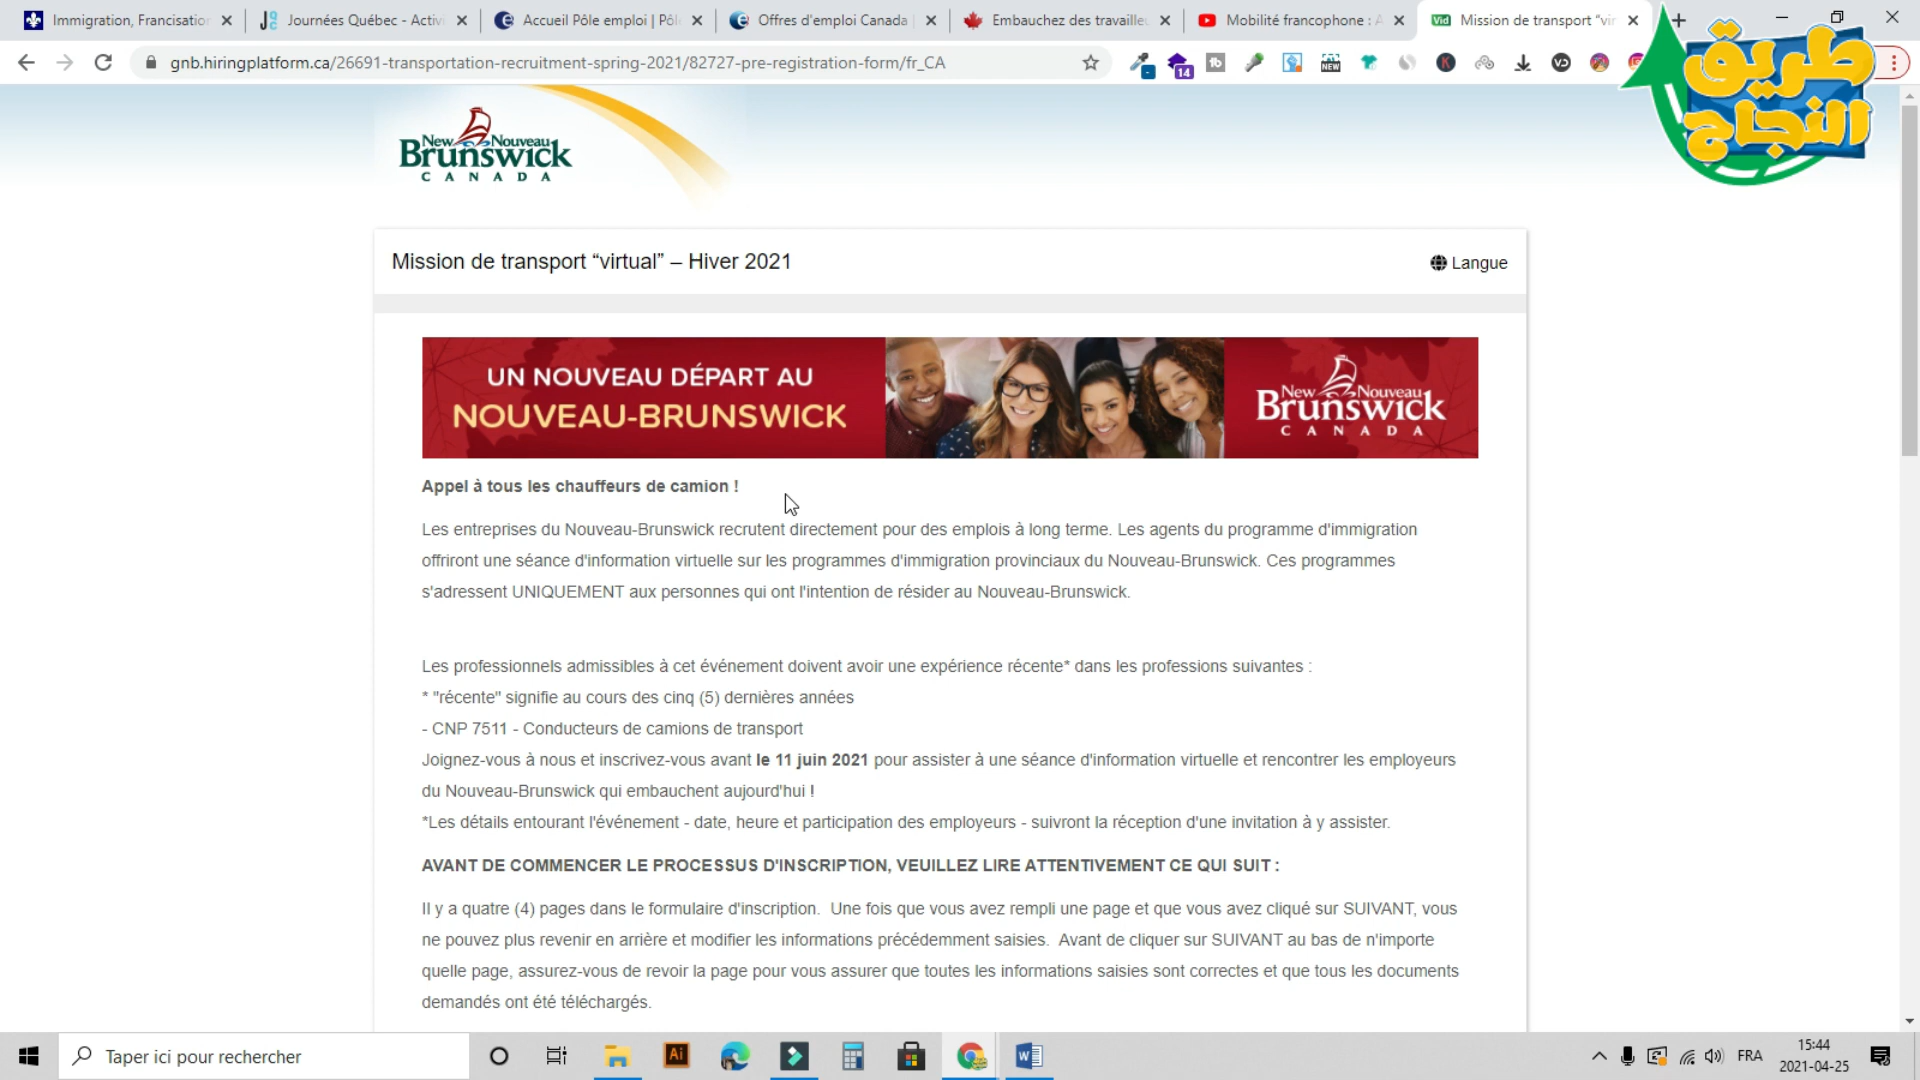 Immigration, Francisation
Journées Québec - Activi
Accueil Pôle emploi | Pôl
Offres d'emploi Canada |
Embauchez des travaille
Mobilité francophone : A
Mission de transport "vir
gnb.hiringplatform.ca/26691-transportation-recruitment-spring-2021/82727-pre-registration-form/fr_CA
14
NEW
طريق
النجاح
New Nouveau
Brunswick
CANADA
Mission de transport “virtual” – Hiver 2021
Langue
UN NOUVEAU DÉPART AU
NOUVEAU-BRUNSWICK
New Nouveau
Brunswick
CANADA
Appel à tous les chauffeurs de camion !
Les entreprises du Nouveau-Brunswick recrutent directement pour des emplois à long terme. Les agents du programme d'immigration
offriront une séance d'information virtuelle sur les programmes d'immigration provinciaux du Nouveau-Brunswick. Ces programmes
s'adressent UNIQUEMENT aux personnes qui ont l'intention de résider au Nouveau-Brunswick.
Les professionnels admissibles à cet événement doivent avoir une expérience récente* dans les professions suivantes :
* "récente" signifie au cours des cinq (5) dernières années
- CNP 7511 - Conducteurs de camions de transport
Joignez-vous à nous et inscrivez-vous avant le 11 juin 2021 pour assister à une séance d'information virtuelle et rencontrer les employeurs
du Nouveau-Brunswick qui embauchent aujourd'hui !
*Les détails entourant l'événement - date, heure et participation des employeurs - suivront la réception d'une invitation à y assister.
AVANT DE COMMENCER LE PROCESSUS D'INSCRIPTION, VEUILLEZ LIRE ATTENTIVEMENT CE QUI SUIT :
Il y a quatre (4) pages dans le formulaire d'inscription.  Une fois que vous avez rempli une page et que vous avez cliqué sur SUIVANT, vous
ne pouvez plus revenir en arrière et modifier les informations précédemment saisies.  Avant de cliquer sur SUIVANT au bas de n'importe
quelle page, assurez-vous de revoir la page pour vous assurer que toutes les informations saisies sont correctes et que tous les documents
demandés ont été téléchargés.
Taper ici pour rechercher
Ai
FRA
15:44
2021-04-25